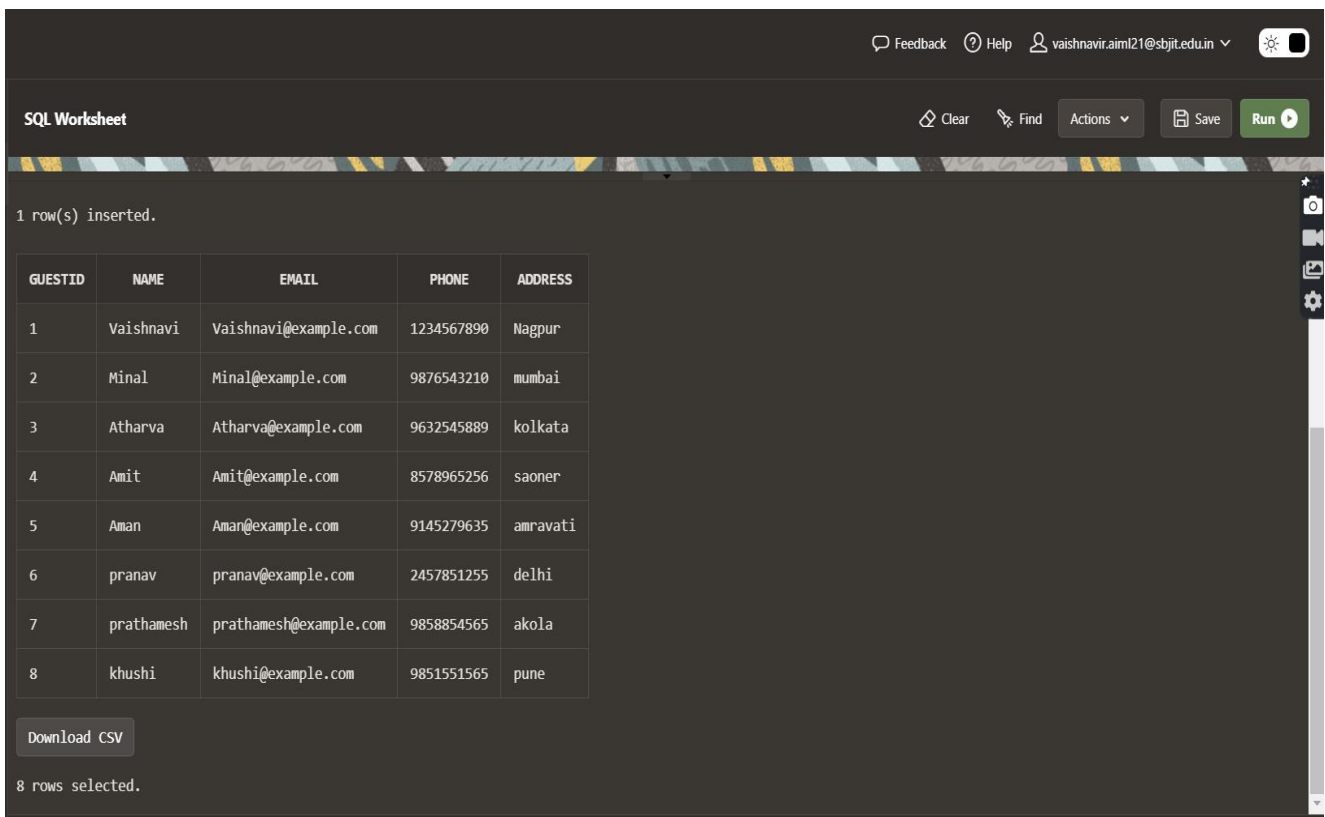 Feedback Help vaishnavir.aiml21@sbjit.edu.in
SQL Worksheet Clear Find Actions Save Run
1 row(s) inserted.
GUESTID NAME EMAIL PHONE ADDRESS
1 Vaishnavi Vaishnavi@example.com 1234567890 Nagpur
2 Minal Minal@example.com 9876543210 mumbai
3 Atharva Atharva@example.com 9632545889 kolkata
4 Amit Amit@example.com 8578965256 saoner
5 Aman Aman@example.com 9145279635 amravati
6 pranav pranav@example.com 2457851255 delhi
7 prathamesh prathamesh@example.com 9858854565 akola
8 khushi khushi@example.com 9851551565 pune
Download CSV
8 rows selected.